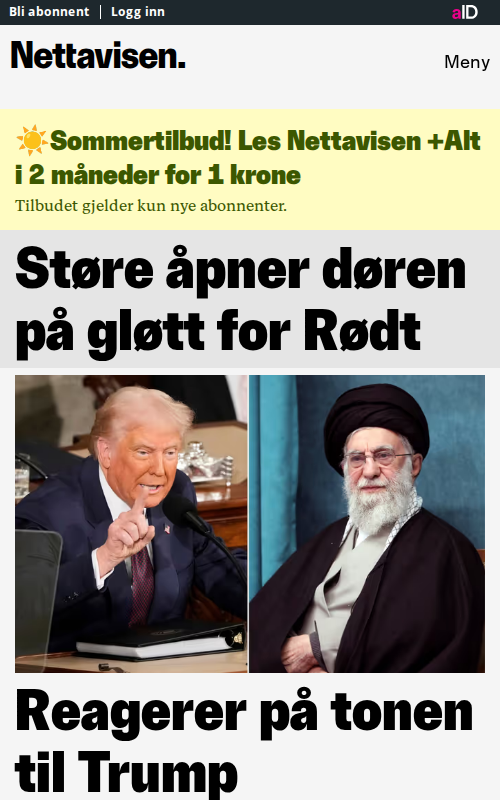 Bli abonnent | Logg inn
aID
Nettavisen.
Meny
☀️Sommertilbud! Les Nettavisen +Alt
i 2 måneder for 1 krone
Tilbudet gjelder kun nye abonnenter.
Støre åpner døren
på gløtt for Rødt
Reagerer på tonen
til Trump